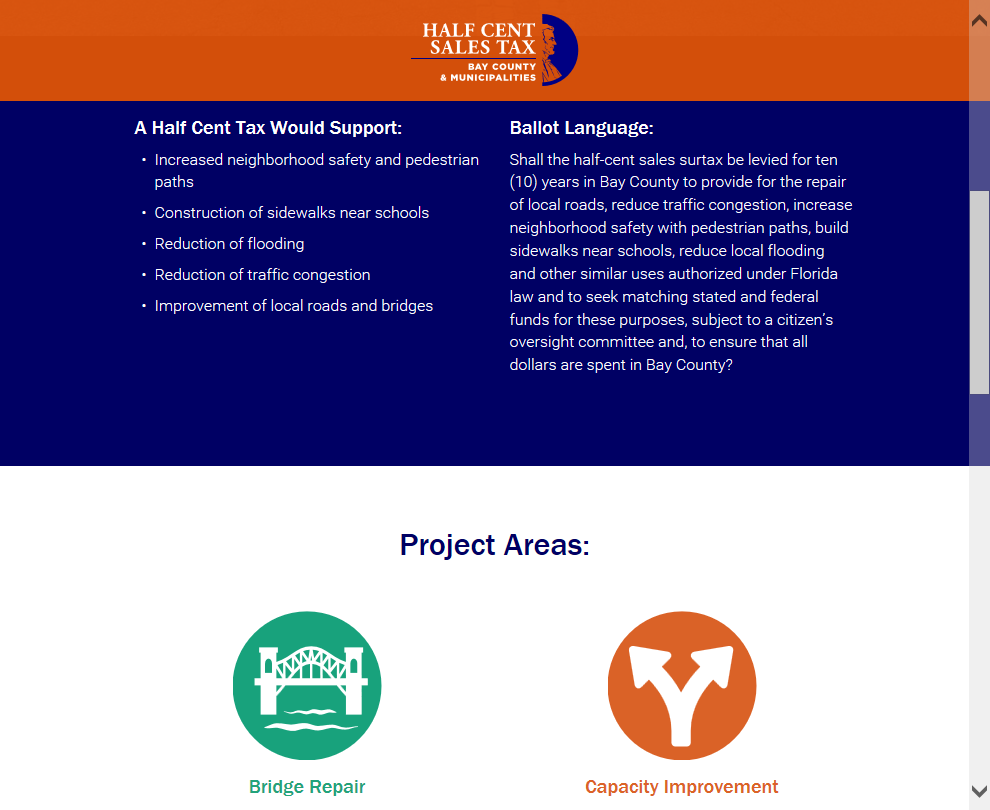 HALF CENT
SALES TAX
BAY COUNTY
& MUNICIPALITIES
A Half Cent Tax Would Support:
• Increased neighborhood safety and pedestrian
paths
• Construction of sidewalks near schools
• Reduction of flooding
• Reduction of traffic congestion
• Improvement of local roads and bridges
Ballot Language:
Shall the half-cent sales surtax be levied for ten
(10) years in Bay County to provide for the repair
of local roads, reduce traffic congestion, increase
neighborhood safety with pedestrian paths, build
sidewalks near schools, reduce local flooding
and other similar uses authorized under Florida
law and to seek matching stated and federal
funds for these purposes, subject to a citizen’s
oversight committee and, to ensure that all
dollars are spent in Bay County?
Project Areas:
Bridge Repair
Capacity Improvement